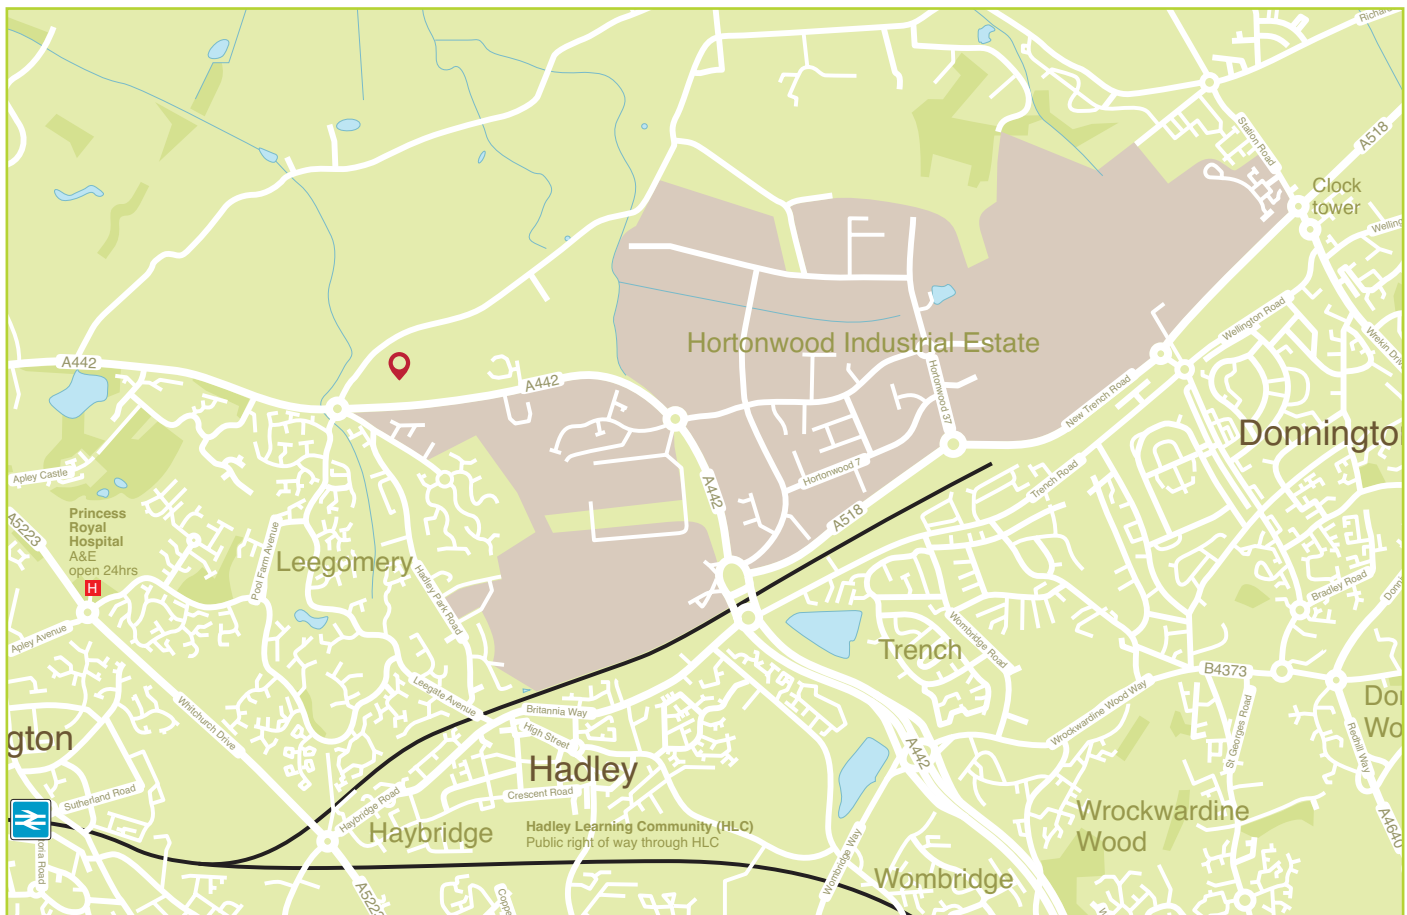 Station Road
A518
Clock
tower
A442
Hortonwood Industrial Estate
A442
Hortonwood 37
Wellington Road
New Trench Road
Apley Castle
A5223
Princess
Royal
Hospital
A&E
open 24hrs
H
Apley Avenue
Pool Farm Avenue
Leegomery
Hadley Park Road
A442
Hortonwood 7
A518
Trench Road
Bradley Road
Trench
Wombridge Road
B4373
Whitchurch Drive
Leegate Avenue
Britannia Way
High Street
Hadley
Crescent Road
Wrockwardine Wood Way
St Georges Road
Redhill Way
A442
Sutherland Road
Haybridge Road
Haybridge
Hadley Learning Community (HLC)
Public right of way through HLC
Wrockwardine
Wood
Wombridge Way
Wombridge
A4640